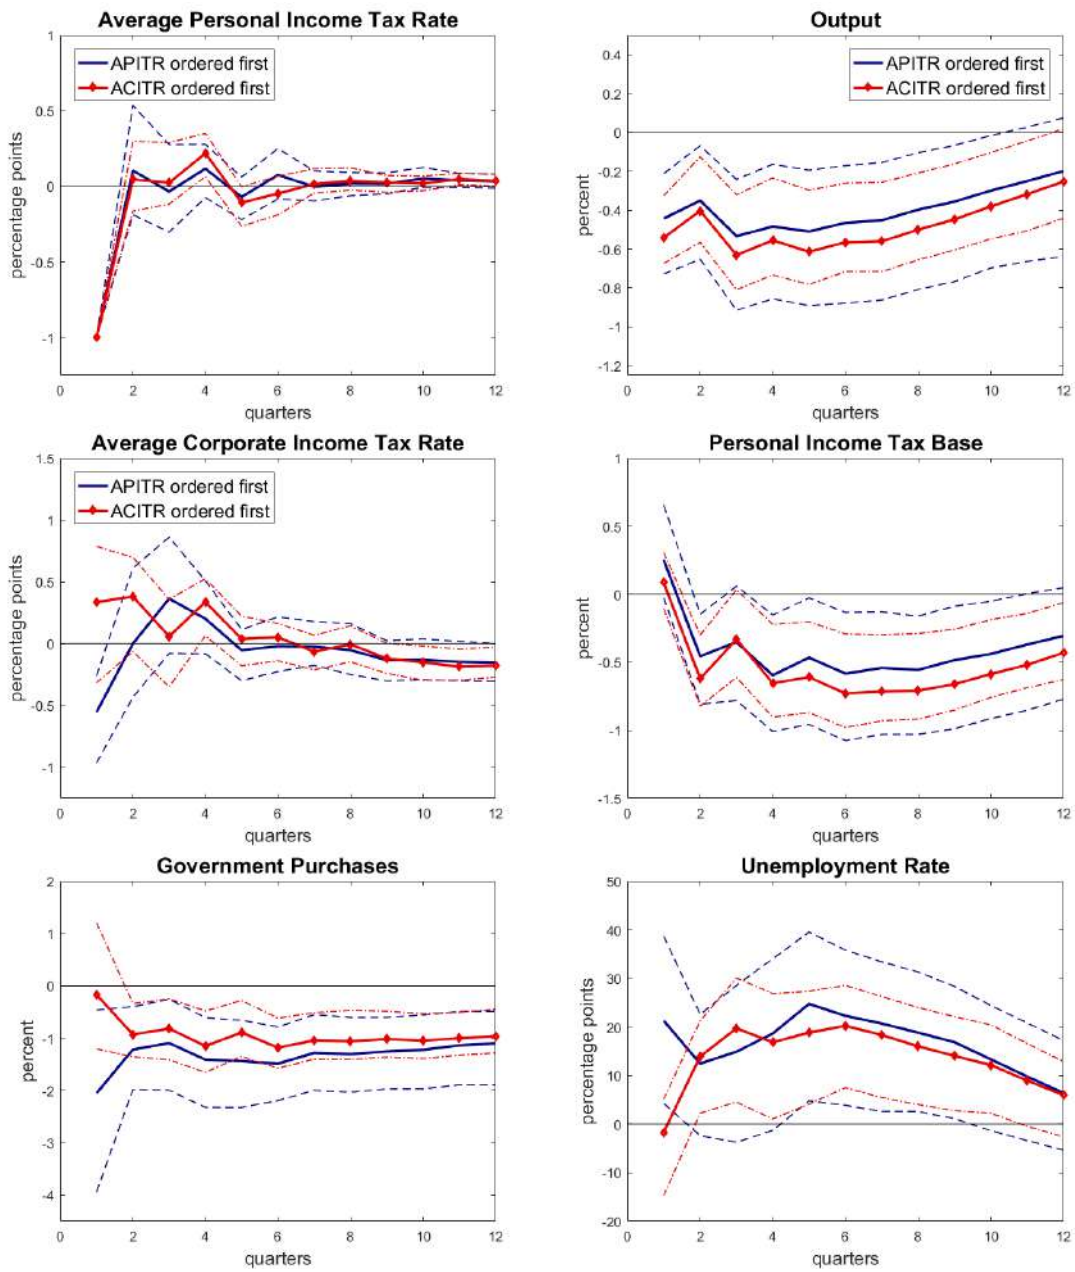 Average Personal Income Tax Rate
1
0.5
0
-0.5
-1
percentage points
APITR ordered first
ACITR ordered first
0 2 4 6 8 10 12
quarters
Output
0.4
0.2
0
-0.2
-0.4
-0.6
-0.8
-1
-1.2
percent
APITR ordered first
ACITR ordered first
0 2 4 6 8 10 12
quarters
Average Corporate Income Tax Rate
1.5
1
0.5
0
-0.5
-1
percentage points
APITR ordered first
ACITR ordered first
0 2 4 6 8 10 12
quarters
Personal Income Tax Base
1
0.5
0
-0.5
-1
-1.5
percent
0 2 4 6 8 10 12
quarters
Government Purchases
2
1
0
-1
-2
-3
-4
percent
0 2 4 6 8 10 12
quarters
Unemployment Rate
50
40
30
20
10
0
-10
-20
percentage points
0 2 4 6 8 10 12
quarters